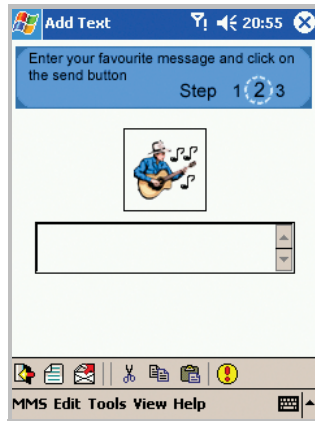 Add Text 20:55
Enter your favourite message and click on
the send button
Step 1 2 3
MMS Edit Tools View Help